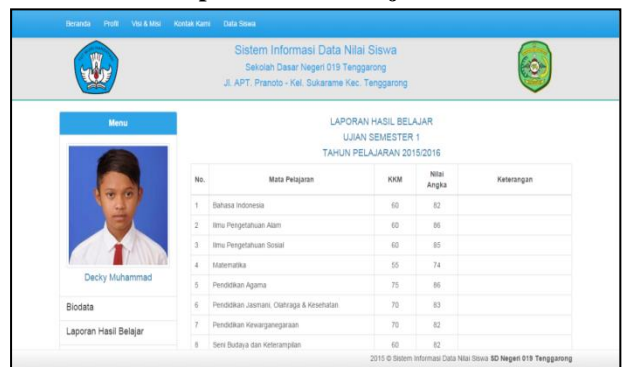 Beranda Profil Visi & Misi Kontak Kami Data Siswa
Sistem Informasi Data Nilai Siswa
Sekolah Dasar Negeri 019 Tenggarong
Jl. APT. Pranoto - Kel. Sukarame Kec. Tenggarong
Menu
Decky Muhammad
Biodata
Laporan Hasil Belajar
LAPORAN HASIL BELAJAR
UJIAN SEMESTER 1
TAHUN PELAJARAN 2015/2016
No. Mata Pelajaran KKM Nilai Angka Keterangan
1 Bahasa Indonesia 60 82
2 Ilmu Pengetahuan Alam 60 86
3 Ilmu Pengetahuan Sosial 60 85
4 Matematika 55 74
5 Pendidikan Agama 75 86
6 Pendidikan Jasmani, Olahraga & Kesehatan 70 83
7 Pendidikan Kewarganegaraan 70 82
8 Seni Budaya dan Keterampilan 60 82
2015 © Sistem Informasi Data Nilai Siswa SD Negeri 019 Tenggarong